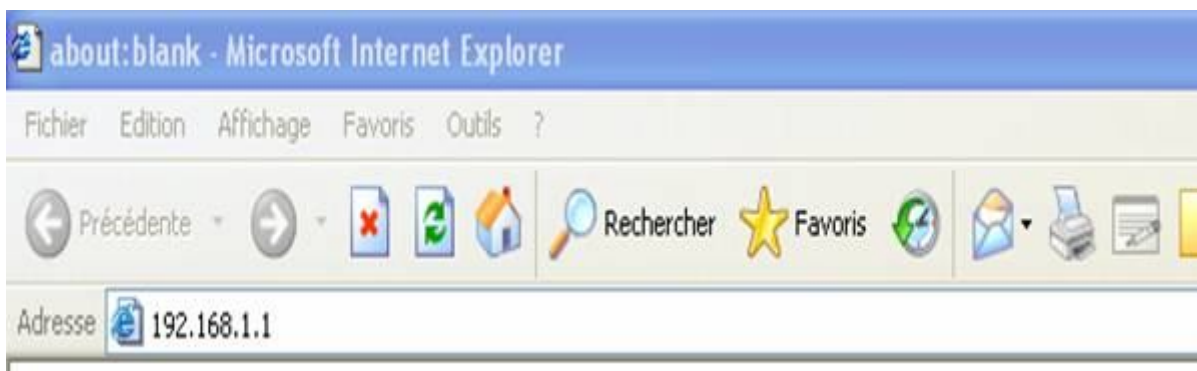 about:blank - Microsoft Internet Explorer
Fichier Edition Affichage Favoris Outils ?
Précédente Rechercher Favoris
Adresse 192.168.1.1